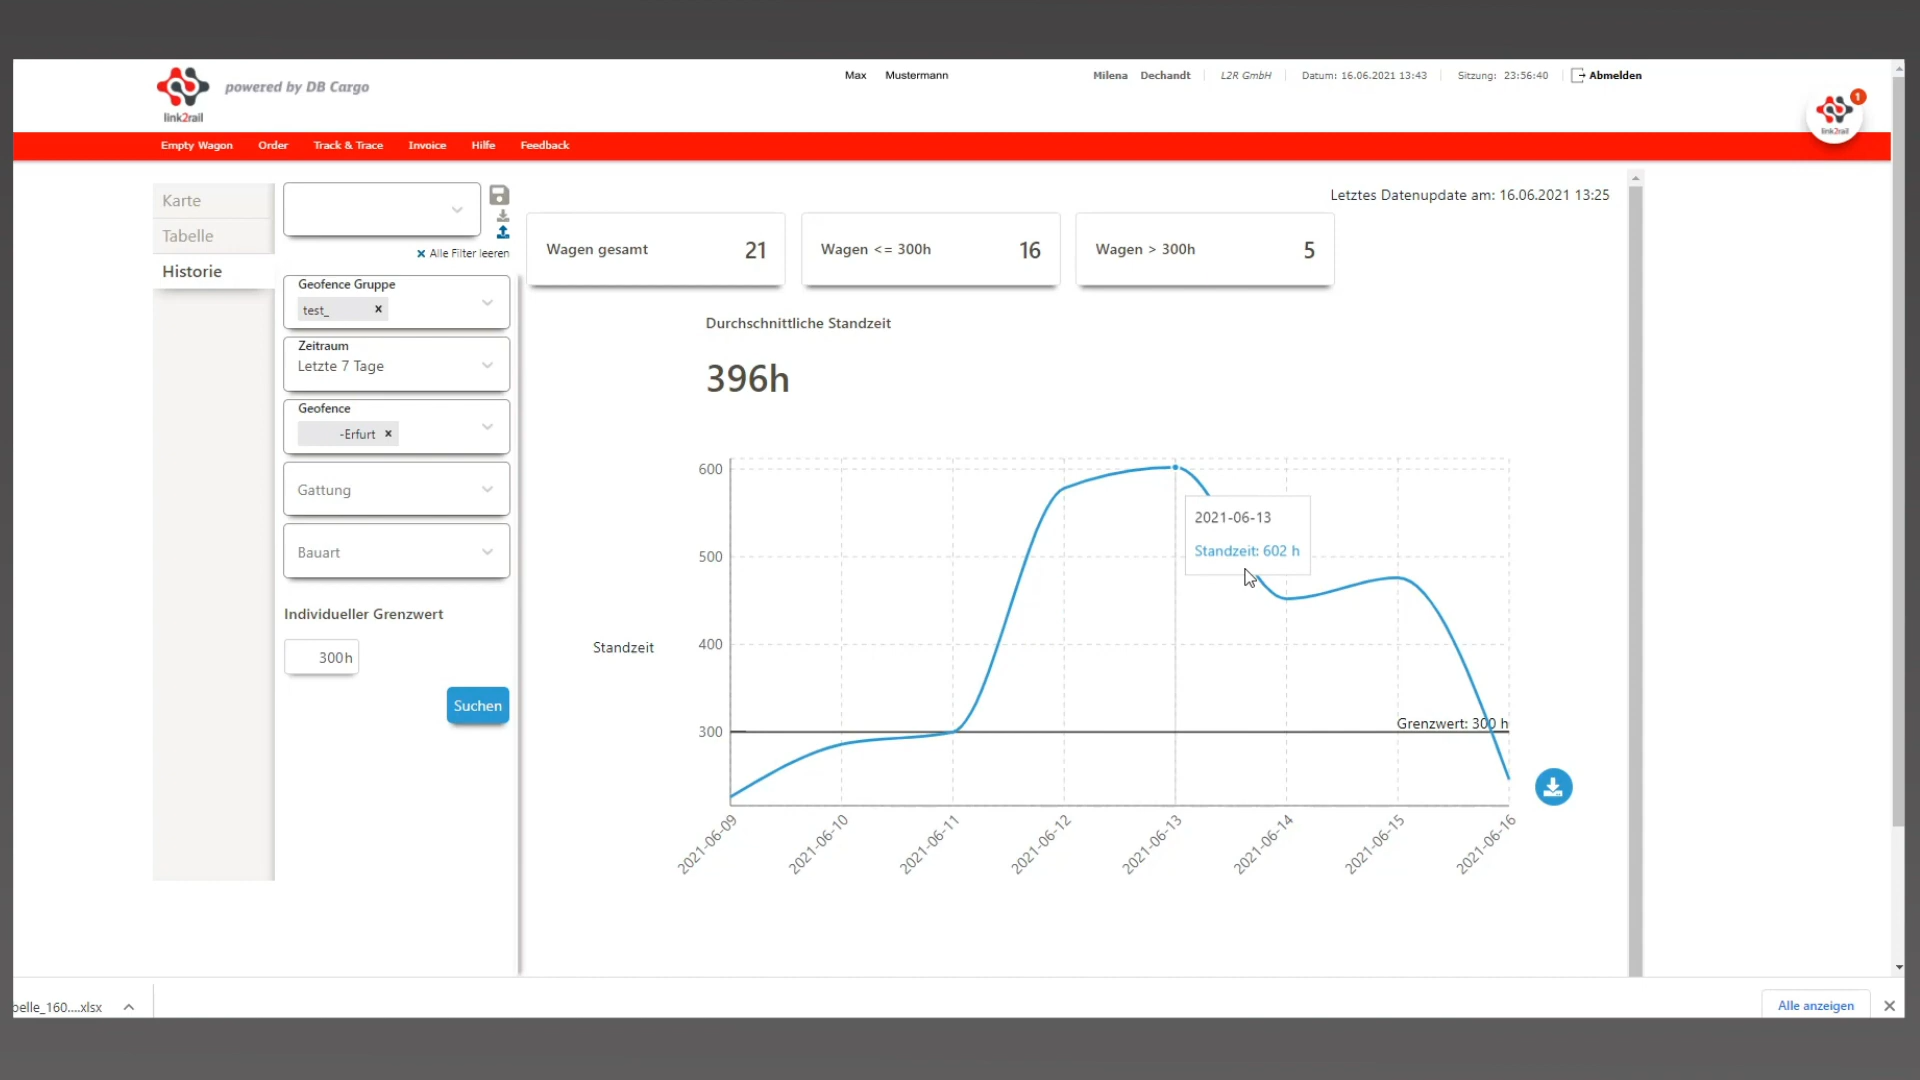 powered by DB Cargo
link2rail
Max Mustermann
Milena Dechandt
L2R GmbH
Datum: 16.06.2021 13:43
Sitzung: 23:56:40
Abmelden
1
link2rail
Empty Wagon
Order
Track & Trace
Invoice
Hilfe
Feedback
Karte
Tabelle
Historie
× Alle Filter leeren
Geofence Gruppe
test_ ×
Zeitraum
Letzte 7 Tage
Geofence
-Erfurt ×
Gattung
Bauart
Individueller Grenzwert
300h
Suchen
Letztes Datenupdate am: 16.06.2021 13:25
Wagen gesamt 21
Wagen <= 300h 16
Wagen > 300h 5
Durchschnittliche Standzeit
396h
600
500
400
300
Standzeit
2021-06-13
Standzeit: 602 h
Grenzwert: 300 h
2021-06-09
2021-06-10
2021-06-11
2021-06-12
2021-06-13
2021-06-14
2021-06-15
2021-06-16
belle_160....xlsx
Alle anzeigen